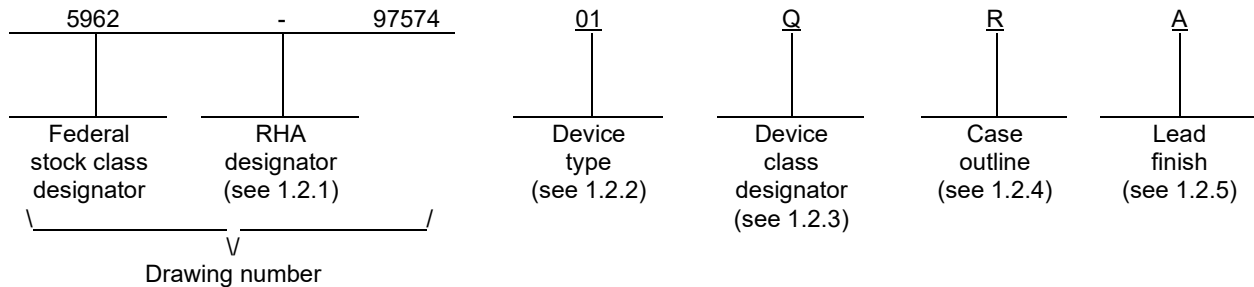 5962 - 97574 01 Q R A
Federal stock class designator
RHA designator (see 1.2.1)
Device type (see 1.2.2)
Device class designator (see 1.2.3)
Case outline (see 1.2.4)
Lead finish (see 1.2.5)
Drawing number